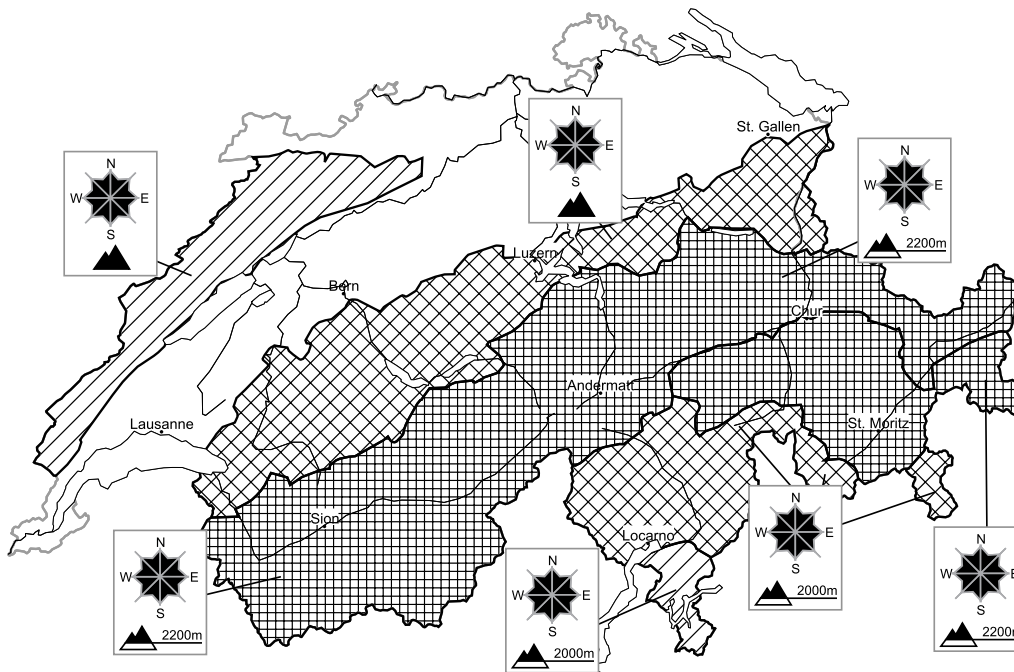 N
W E
S
N
W E
S
St. Gallen
N
W E
S
2200m
Luzern
Bern
Chur
Andermatt
Lausanne
St. Moritz
Sion
Locarno
N
W E
S
2200m
N
W E
S
2000m
N
W E
S
2000m
N
W E
S
2200m